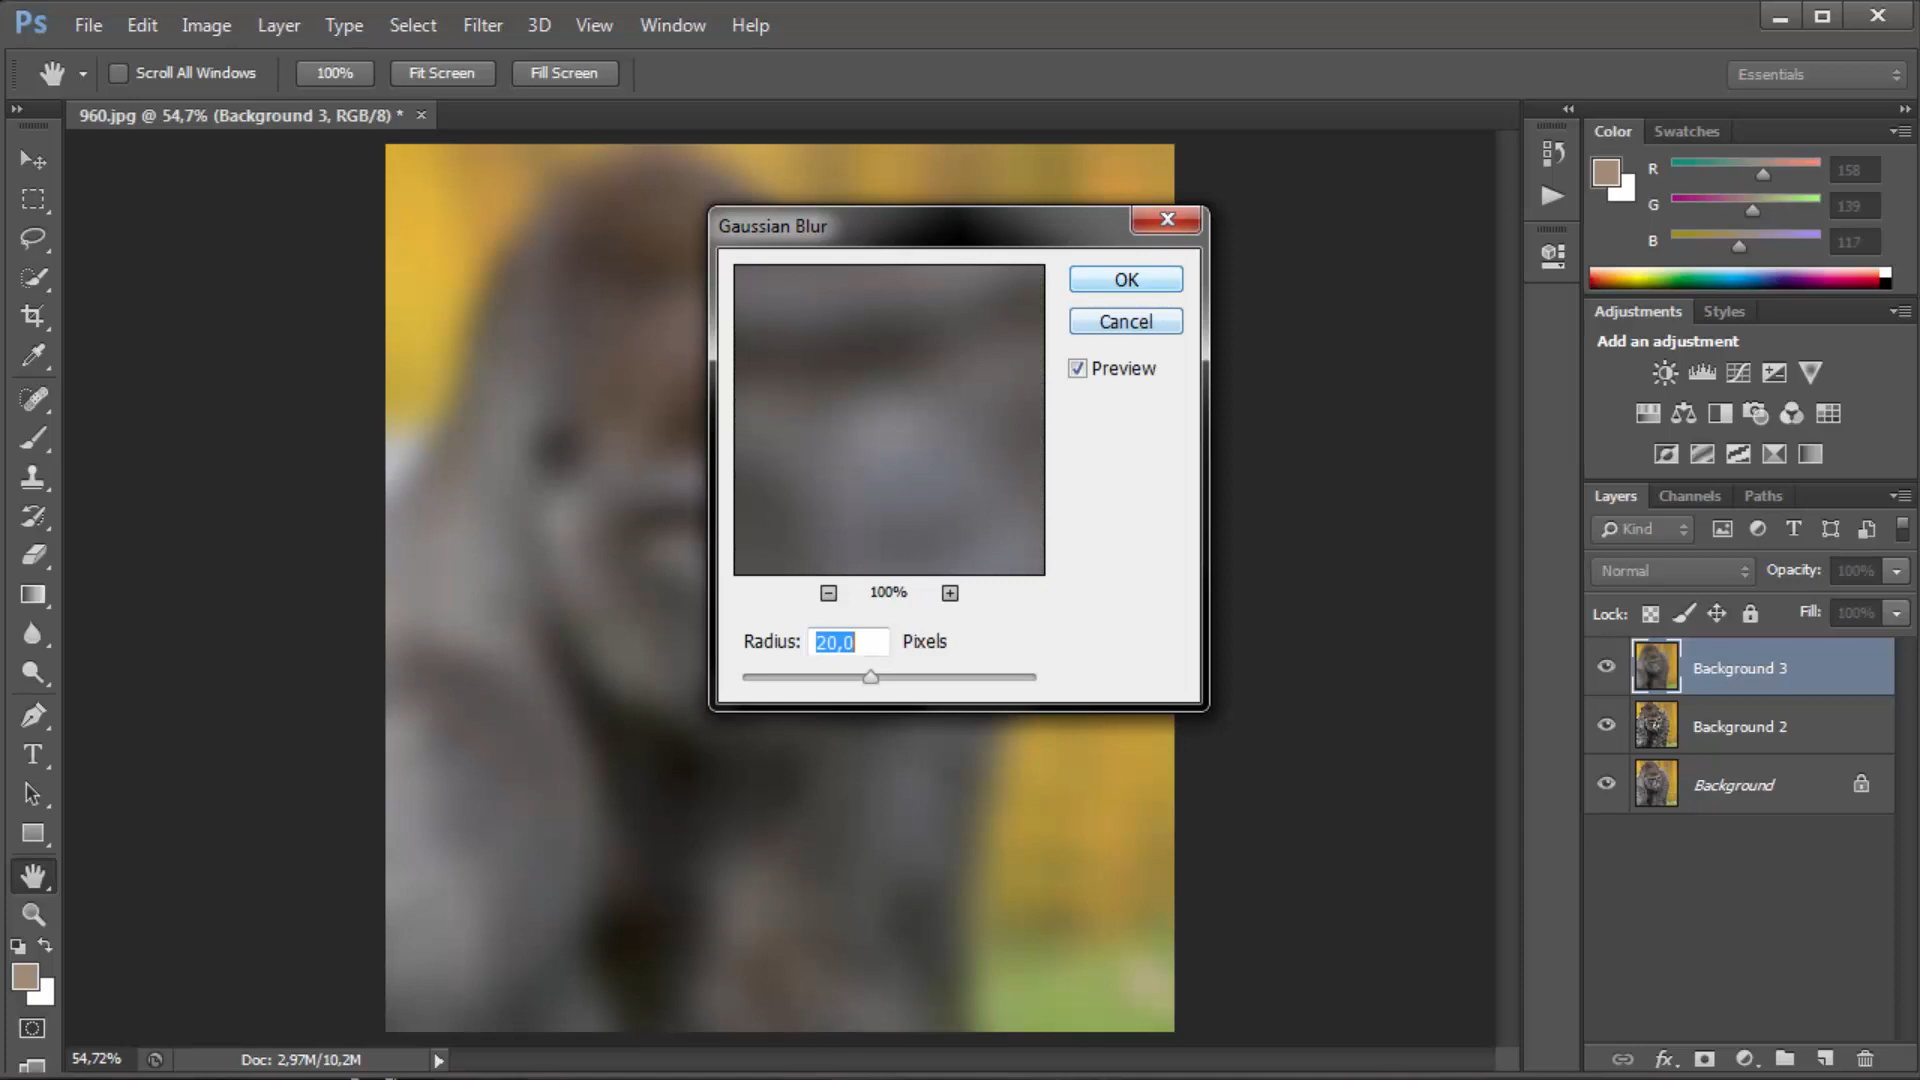 Ps File Edit Image Layer Type Select Filter 3D View Window Help
Scroll All Windows 100% Fit Screen Fill Screen Essentials
960.jpg @ 54,7% (Background 3, RGB/8) *
Color Swatches
R 158
G 139
B 117
Adjustments Styles
Add an adjustment
Layers Channels Paths
Kind
Normal Opacity: 100%
Lock: Fill: 100%
Background 3
Background 2
Background
Gaussian Blur
OK
Cancel
Preview
100%
Radius: 20,0 Pixels
54,72% Doc: 2,97M/10,2M
fx